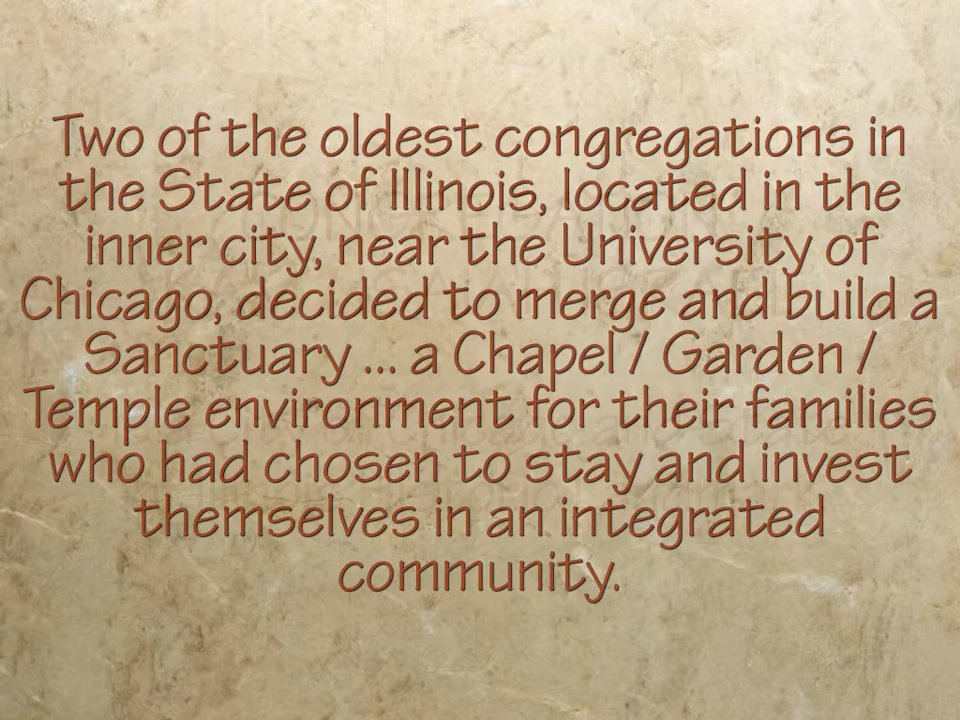 Two of the oldest congregations in
the State of Illinois, located in the
inner city, near the University of
Chicago, decided to merge and build a
Sanctuary ... a Chapel / Garden /
Temple environment for their families
who had chosen to stay and invest
themselves in an integrated
community.